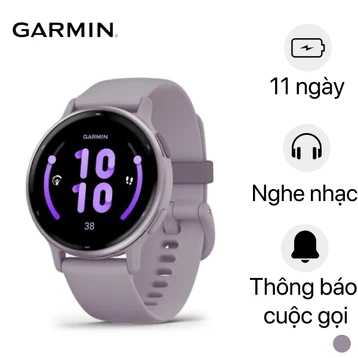 GARMIN.
11 ngày
Nghe nhạc
Thông báo
cuộc gọi
GARMIN
10
10
38